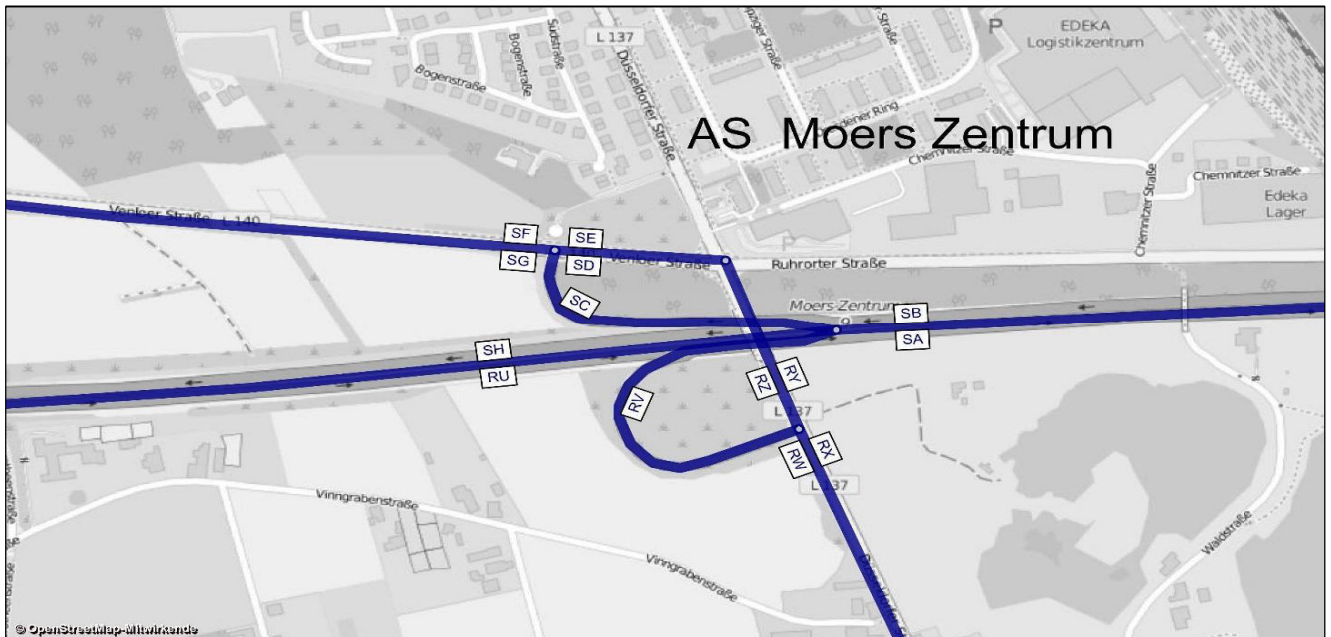 EDEKA
Logistikzentrum
L 137
Südstraße
Bogenstraße
Bogenstraße
Düsseldorfer Straße
P
AS Moers Zentrum
Chemnitzer Straße
Chemnitzer Straße
Chemnitzer Straße
Edeka
Lager
Venloer Straße
L 140
SF
SE
SG
SD
Venloer Straße
Ruhrorter Straße
P
SC
Moers-Zentrum
SB
SA
SH
RU
RV
RZ
RY
L 137
RW
RX
L 137
Vinngrabenstraße
Vinngrabenstraße
Waldstraße
© OpenStreetMap-Mitwirkende